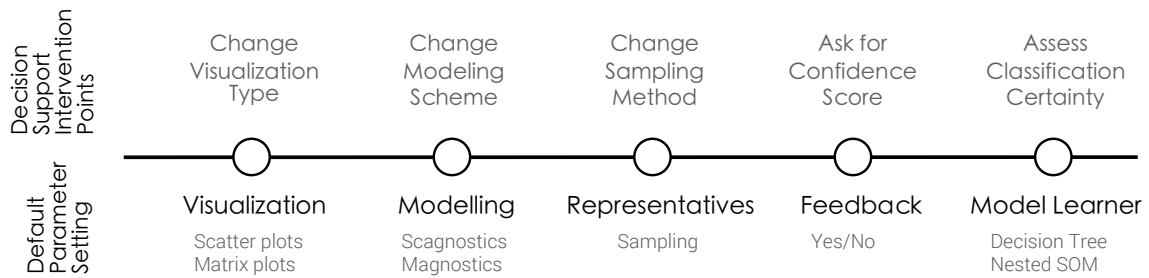 Decision
Support
Intervention
Points
Change
Visualization
Type
Change
Modeling
Scheme
Change
Sampling
Method
Ask for
Confidence
Score
Assess
Classification
Certainty
Default
Parameter
Setting
Visualization
Scatter plots
Matrix plots
Modelling
Scagnostics
Magnostics
Representatives
Sampling
Feedback
Yes/No
Model Learner
Decision Tree
Nested SOM